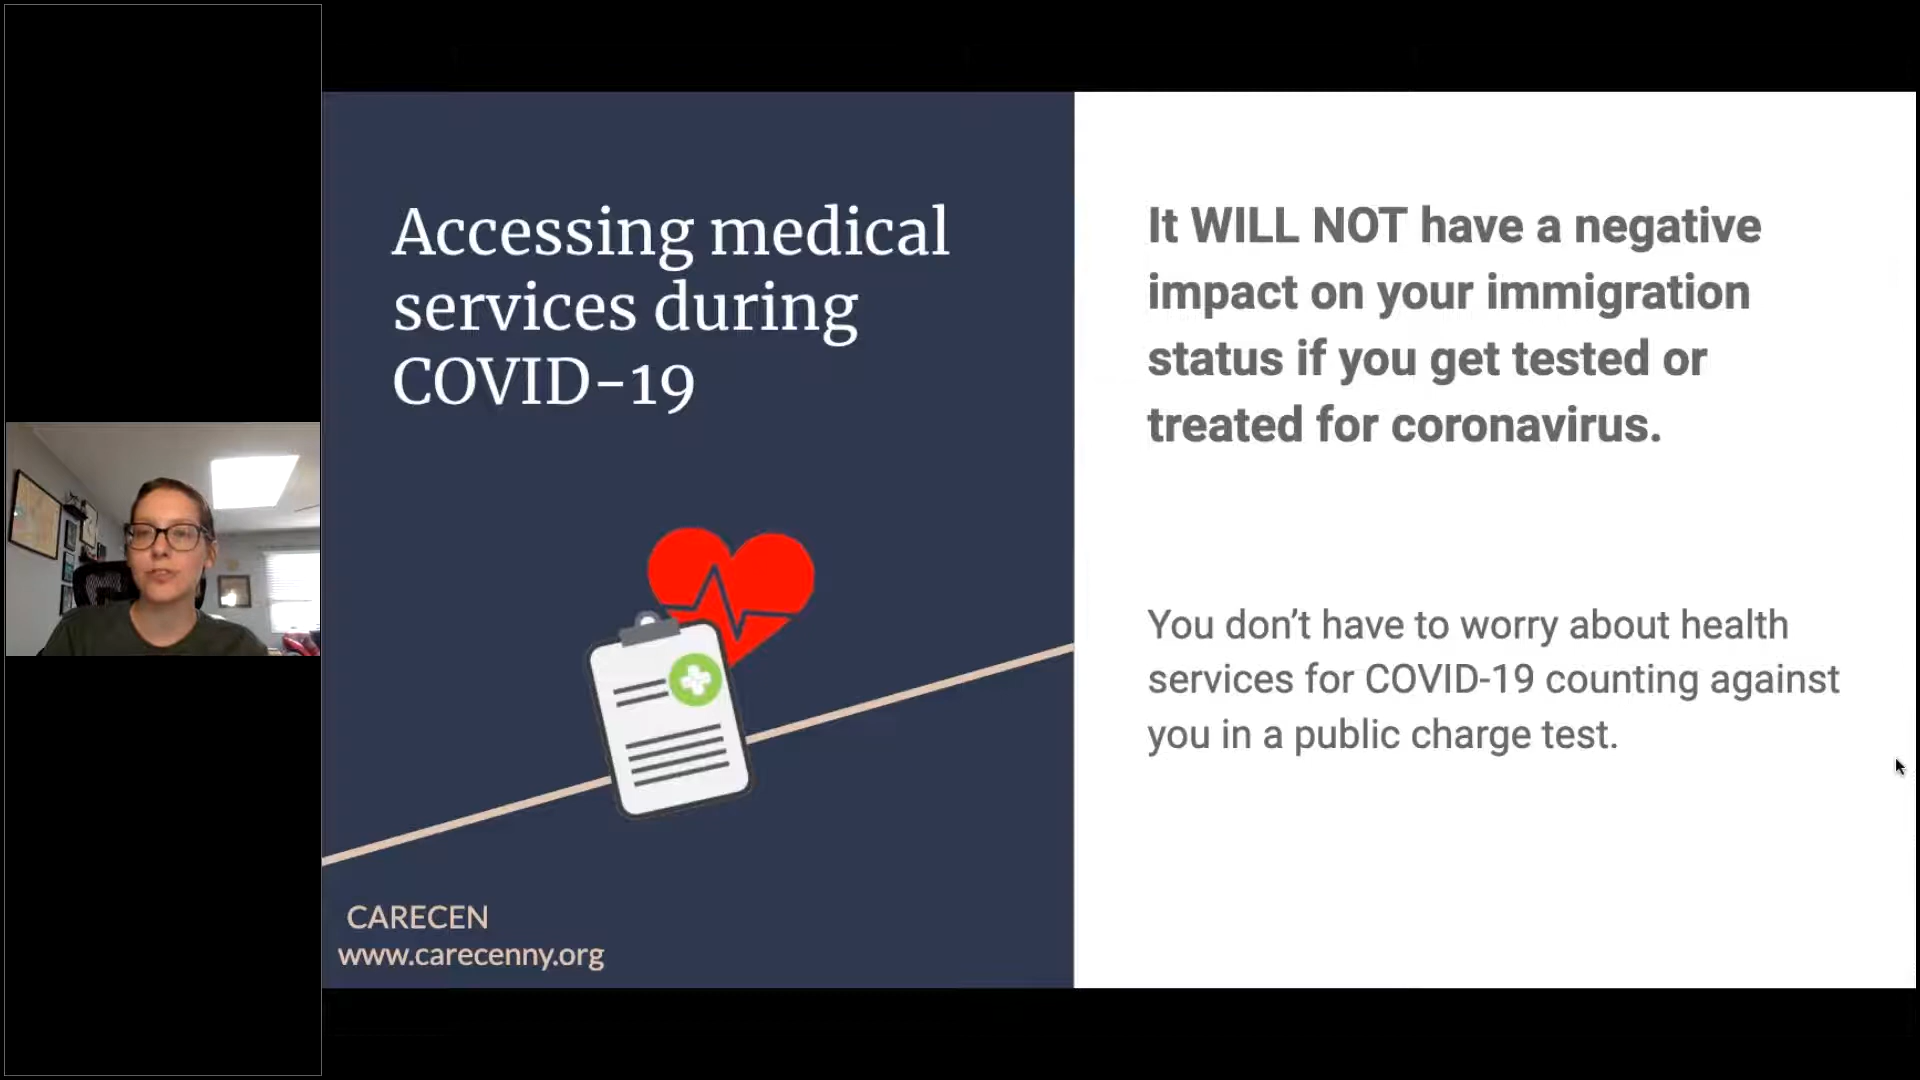 Accessing medical
services during
COVID-19
CARECEN
www.carecenny.org
It WILL NOT have a negative
impact on your immigration
status if you get tested or
treated for coronavirus.
You don’t have to worry about health
services for COVID-19 counting against
you in a public charge test.